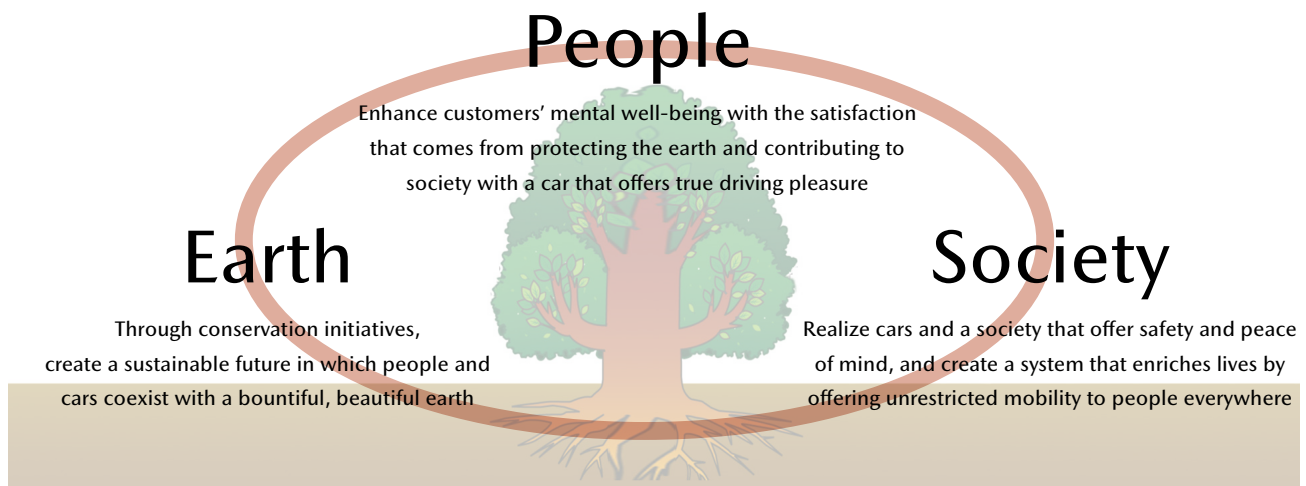 People
Enhance customers’ mental well-being with the satisfaction
that comes from protecting the earth and contributing to
society with a car that offers true driving pleasure
Earth
Through conservation initiatives,
create a sustainable future in which people and
cars coexist with a bountiful, beautiful earth
Society
Realize cars and a society that offer safety and peace
of mind, and create a system that enriches lives by
offering unrestricted mobility to people everywhere